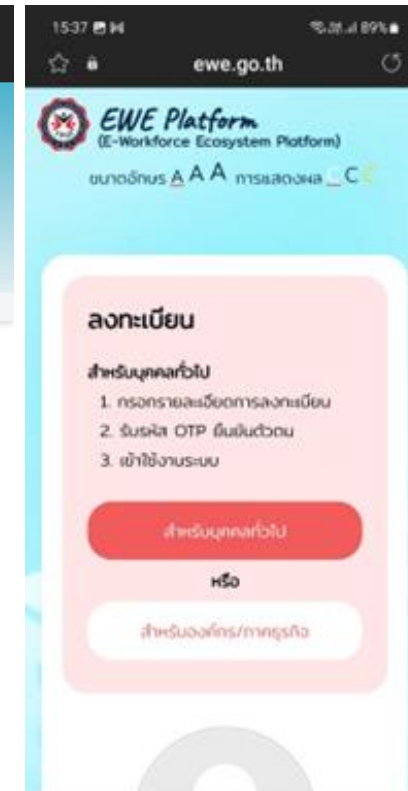 15:37
89%
ewe.go.th
EWE Platform
(E-Workforce Ecosystem Platform)
ขนาดอักษร A A A การแสดงผล C C C
ลงทะเบียน
สำหรับบุคคลทั่วไป
1. กรอกรายละเอียดการลงทะเบียน
2. รับรหัส OTP ยืนยันตัวตน
3. เข้าใช้งานระบบ
สำหรับบุคคลทั่วไป
หรือ
สำหรับองค์กร/ภาคธุรกิจ